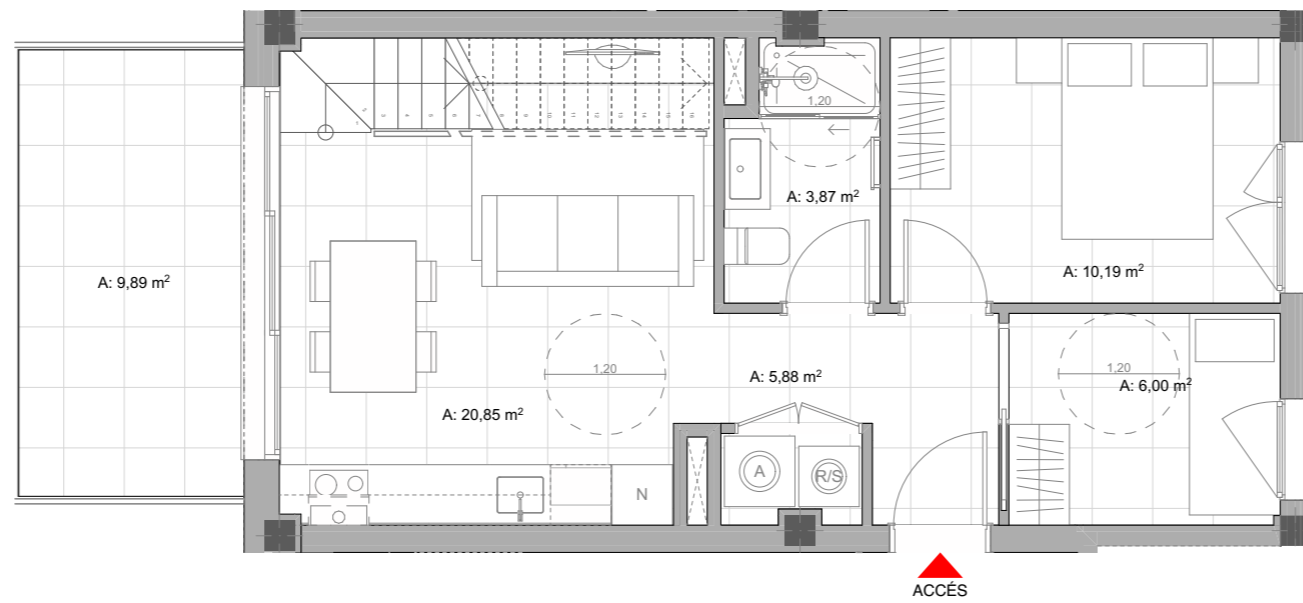 1,20
A: 3,87 m²
A: 9,89 m²
A: 10,19 m²
1,20
A: 5,88 m²
1,20
A: 6,00 m²
A: 20,85 m²
A
R/S
N
ACCÉS